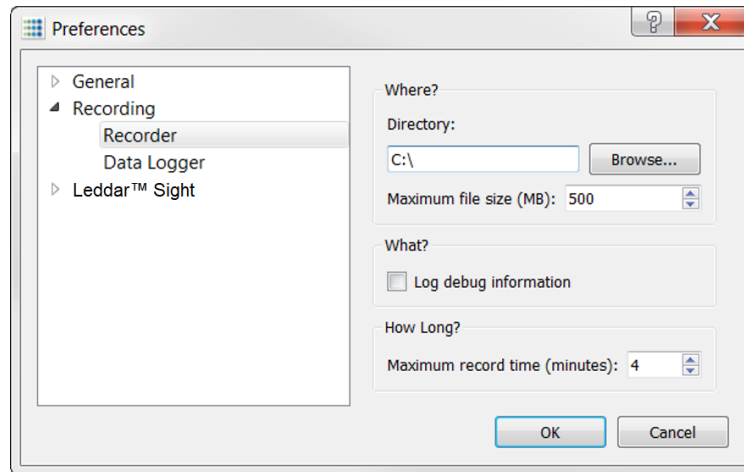 Preferences
General
Recording
Recorder
Data Logger
Leddar™ Sight
Where?
Directory:
C:\
Browse...
Maximum file size (MB): 500
What?
Log debug information
How Long?
Maximum record time (minutes): 4
OK
Cancel